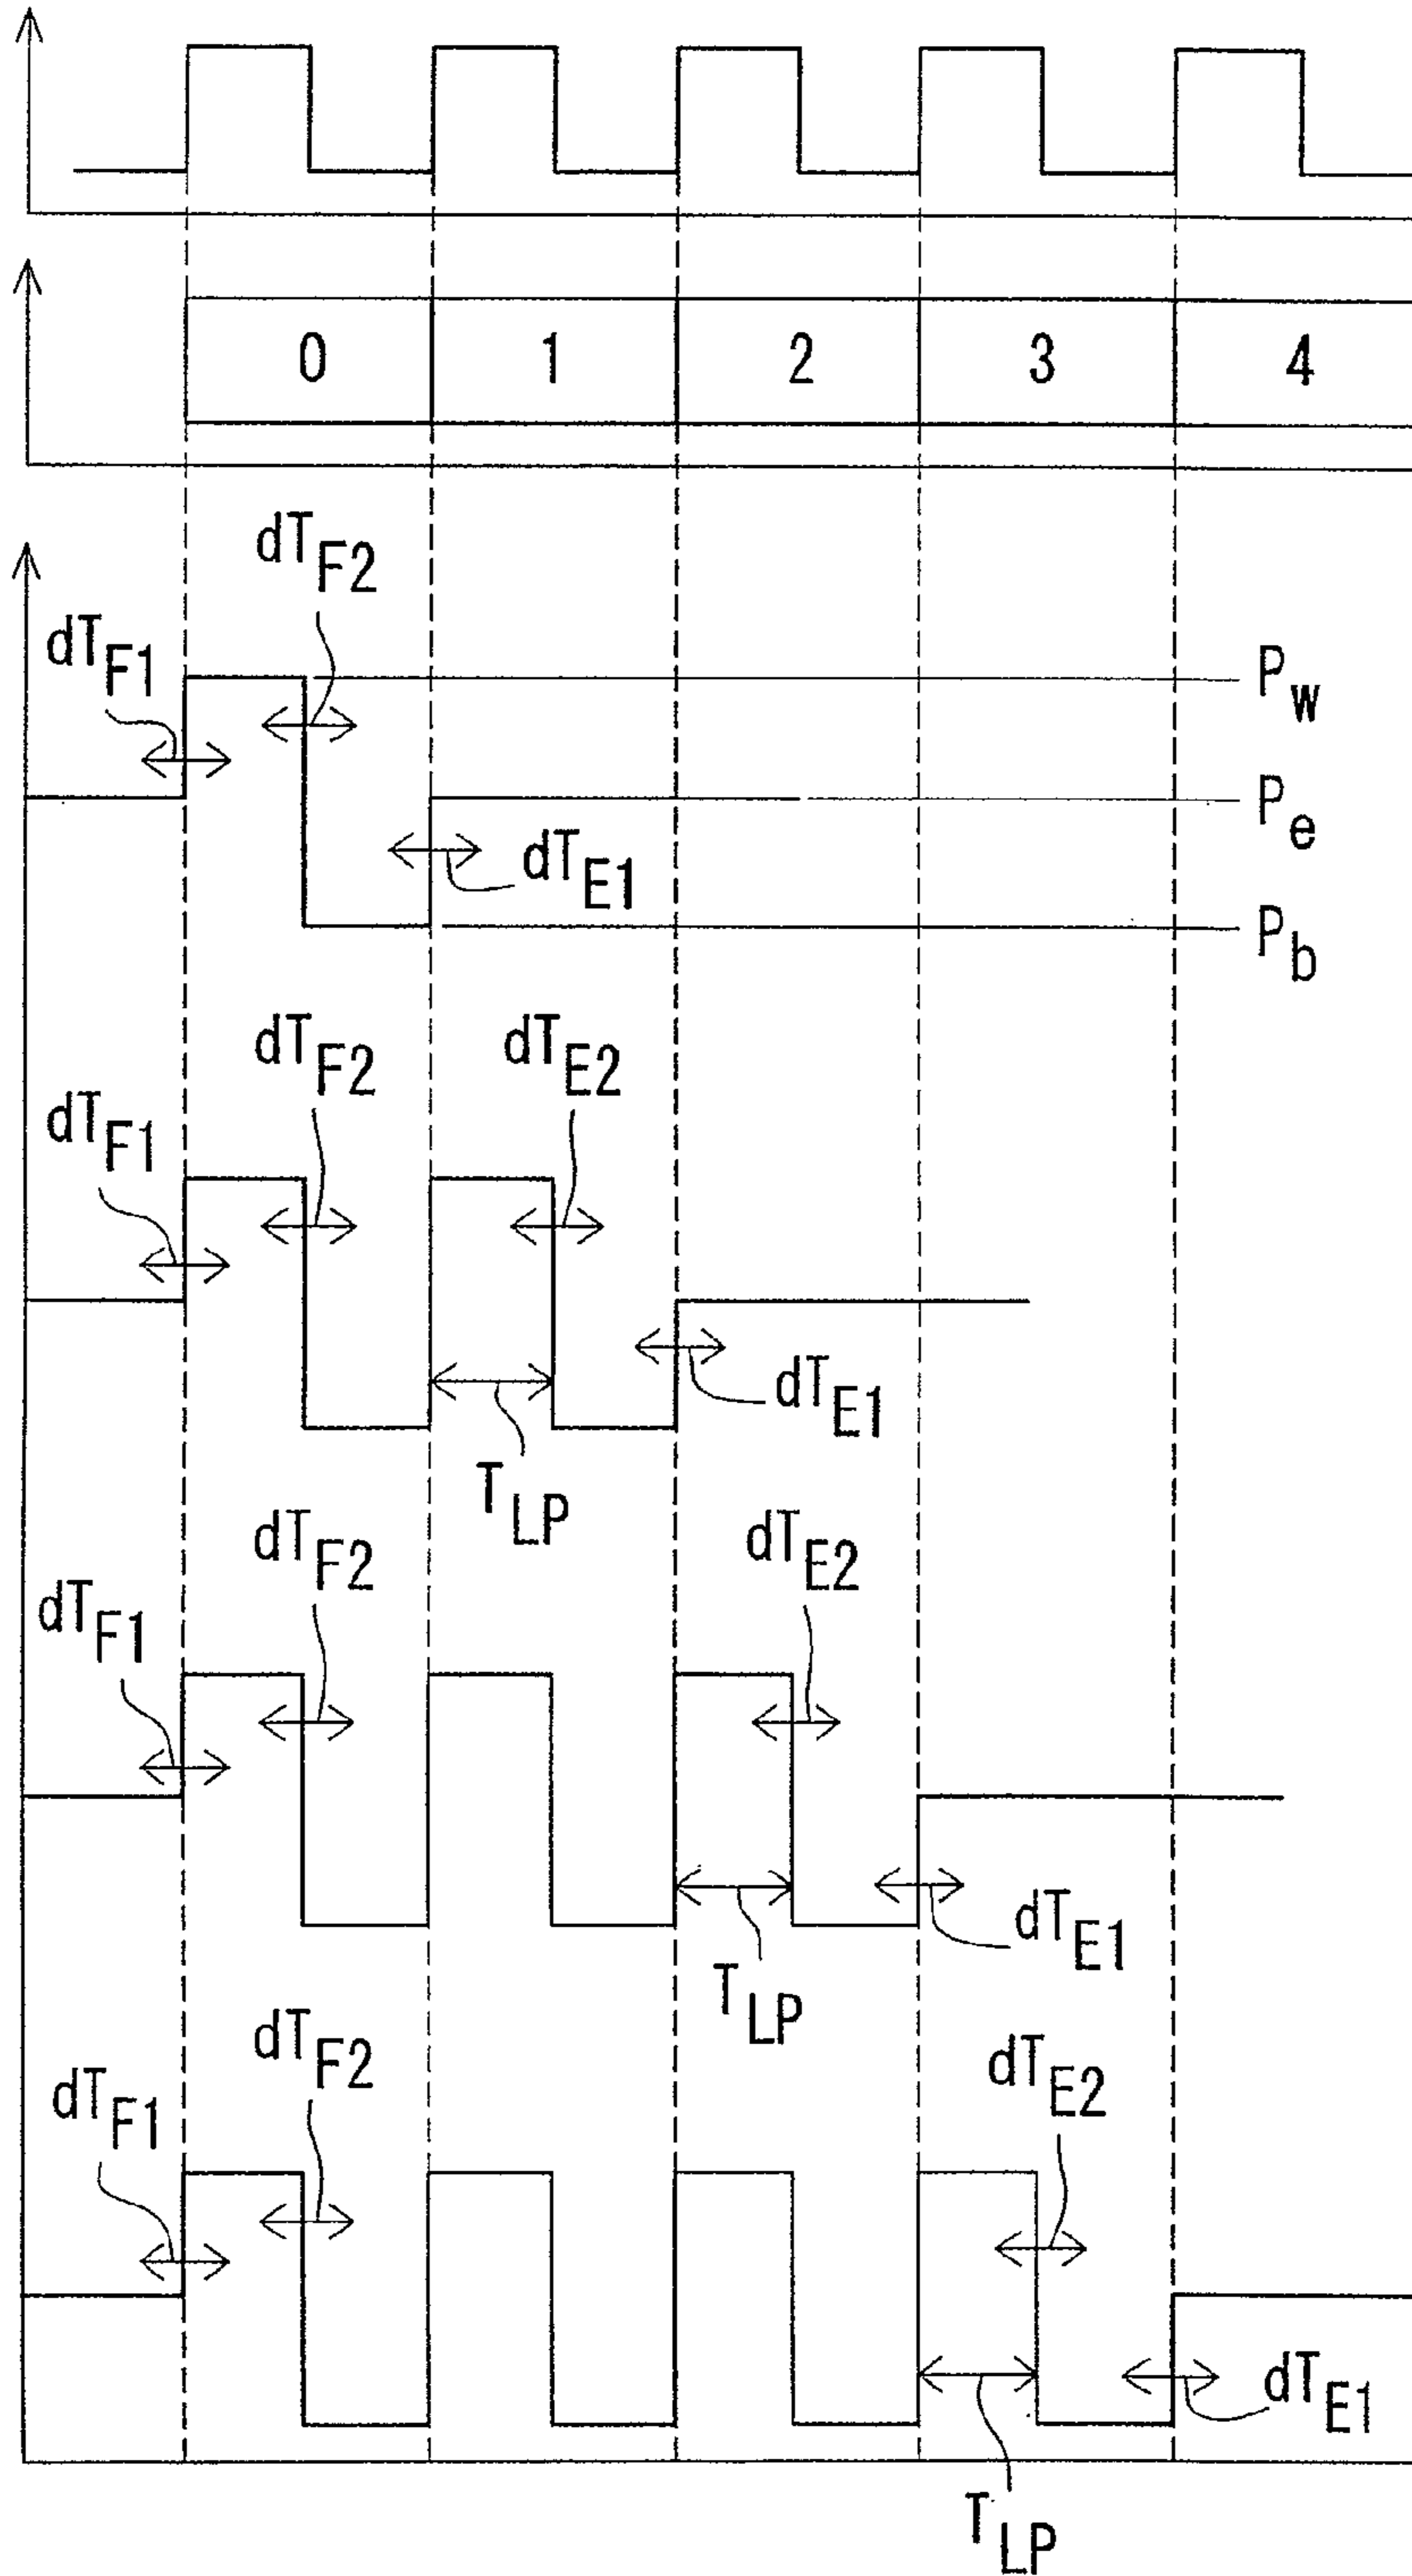 0 1 2 3 4
dTF2
dTF1
Pw
Pe
dTE1
Pb
dTF2 dTE2
dTF1
dTE1
TLP
dTF2 dTE2
dTF1
dTE1
TLP
dTF2 dTE2
dTF1
dTE1
TLP